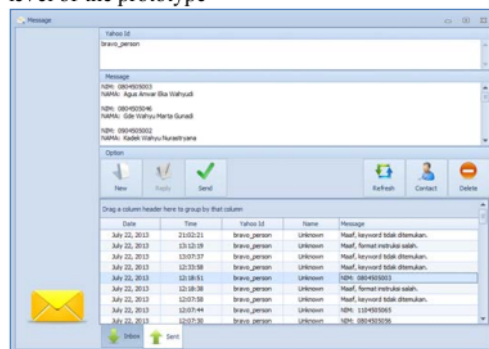 level of the prototype
Message
Yahoo Id
bravo_person
Message
NIM: 0804505003
NAMA: Agus Anwar Eka Wahyudi
NIM: 0804505046
NAMA: Gde Wahyu Marta Gunadi
NIM: 0904505002
NAMA: Kadek Wahyu Nurastryana
Option
New Reply Send Refresh Contact Delete
Drag a column header here to group by that column
Date Time Yahoo Id Name Message
July 22, 2013 21:02:21 bravo_person Unknown Maaf, keyword tidak ditemukan.
July 22, 2013 13:12:19 bravo_person Unknown Maaf, format instruksi salah.
July 22, 2013 13:07:37 bravo_person Unknown Maaf, keyword tidak ditemukan.
July 22, 2013 12:33:58 bravo_person Unknown Maaf, keyword tidak ditemukan.
July 22, 2013 12:18:51 bravo_person Unknown NIM: 0804505003
July 22, 2013 12:18:38 bravo_person Unknown Maaf, format instruksi salah.
July 22, 2013 12:07:58 bravo_person Unknown Maaf, keyword tidak ditemukan.
July 22, 2013 12:07:44 bravo_person Unknown NIM: 1104505065
July 22, 2013 12:07:30 bravo_person Unknown NIM: 0804505056
Inbox Sent